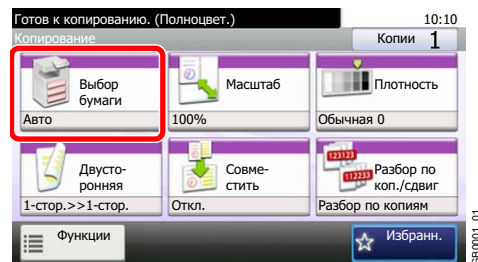 Готов к копированию. (Полноцвет.) 10:10
Копирование Копии 1
Выбор
бумаги
Авто
Масштаб
100%
Плотность
Обычная 0
Двусто-
ронняя
1-стор.>>1-стор.
Совме-
стить
Откл.
123123
112233
Разбор по
коп./сдвиг
Разбор по копиям
Функции
Избранн.
GB0001_01